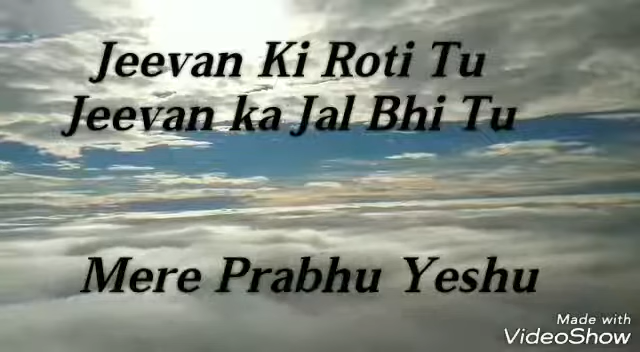 Jeevan Ki Roti Tu
Jeevan ka Jal Bhi Tu
Mere Prabhu Yeshu
Made with
VideoShow